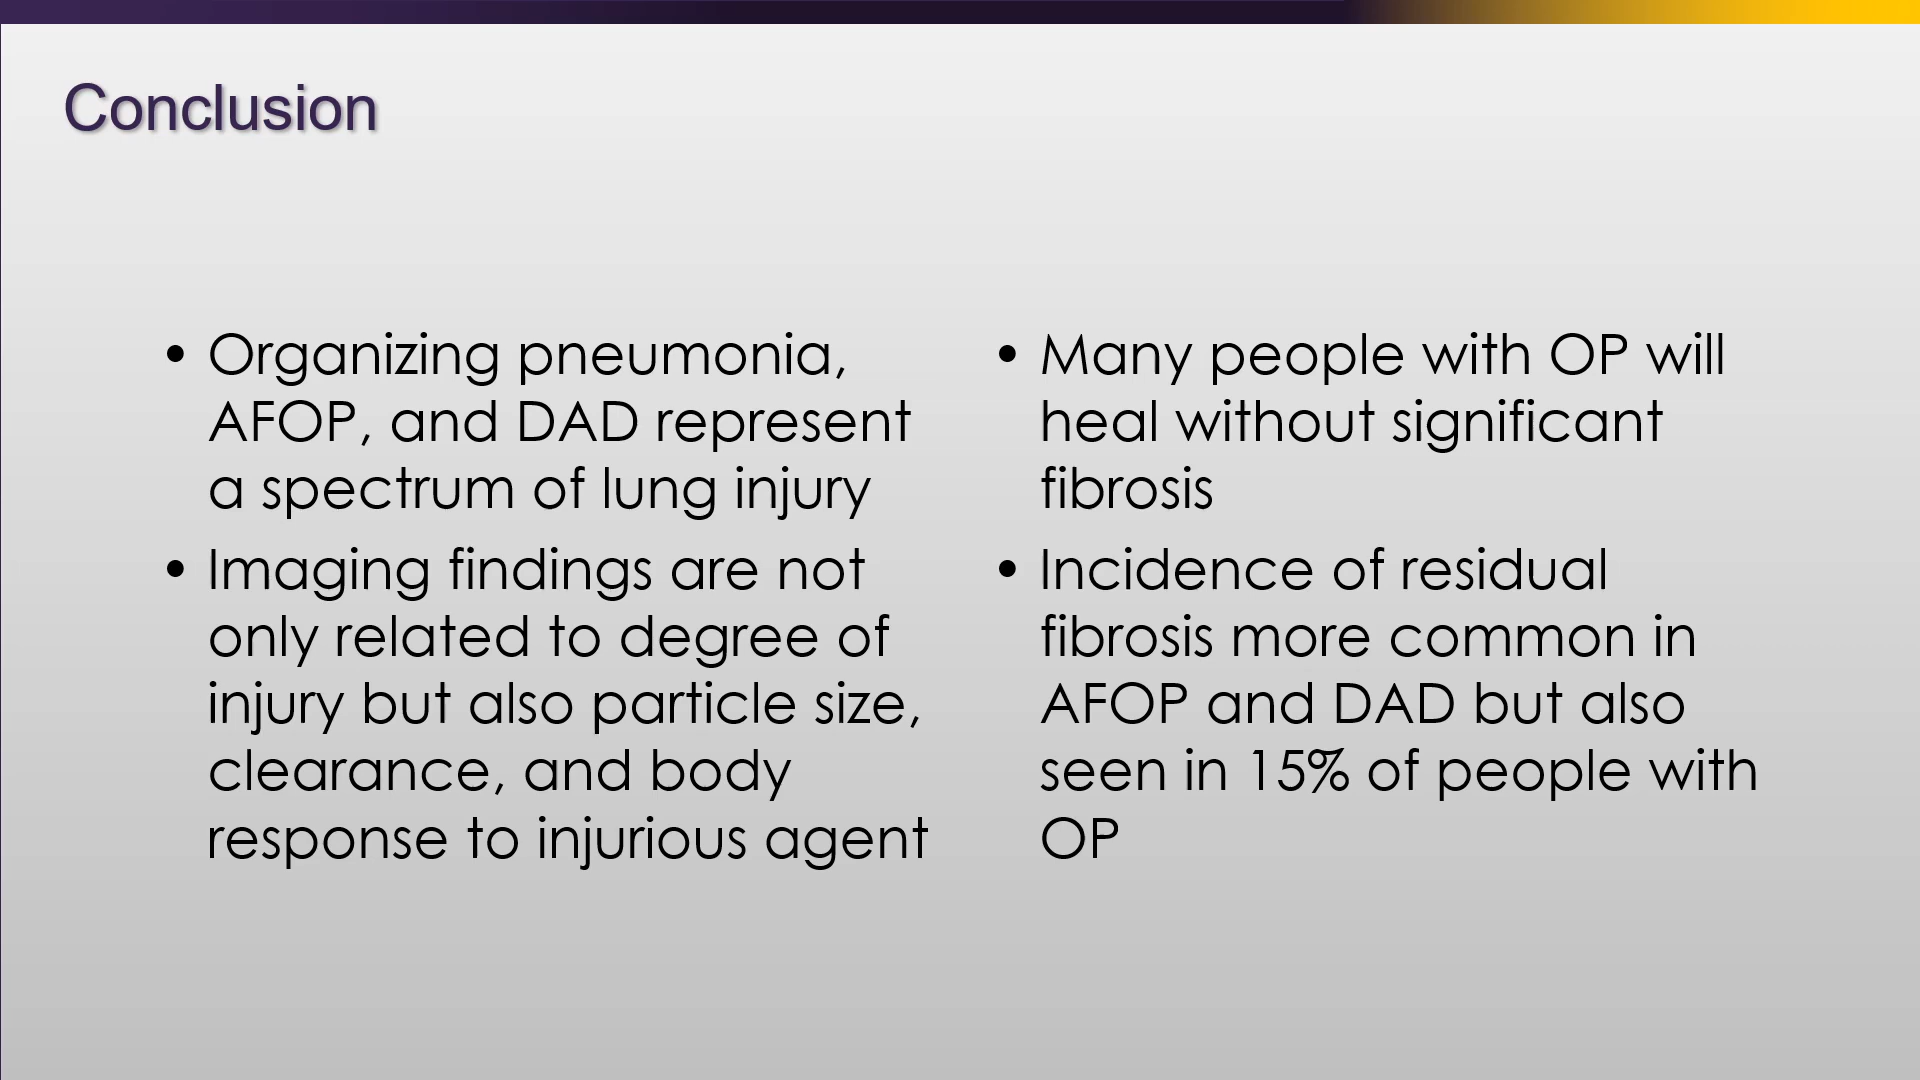 Conclusion
• Organizing pneumonia,
AFOP, and DAD represent
a spectrum of lung injury
• Imaging findings are not
only related to degree of
injury but also particle size,
clearance, and body
response to injurious agent
• Many people with OP will
heal without significant
fibrosis
• Incidence of residual
fibrosis more common in
AFOP and DAD but also
seen in 15% of people with
OP